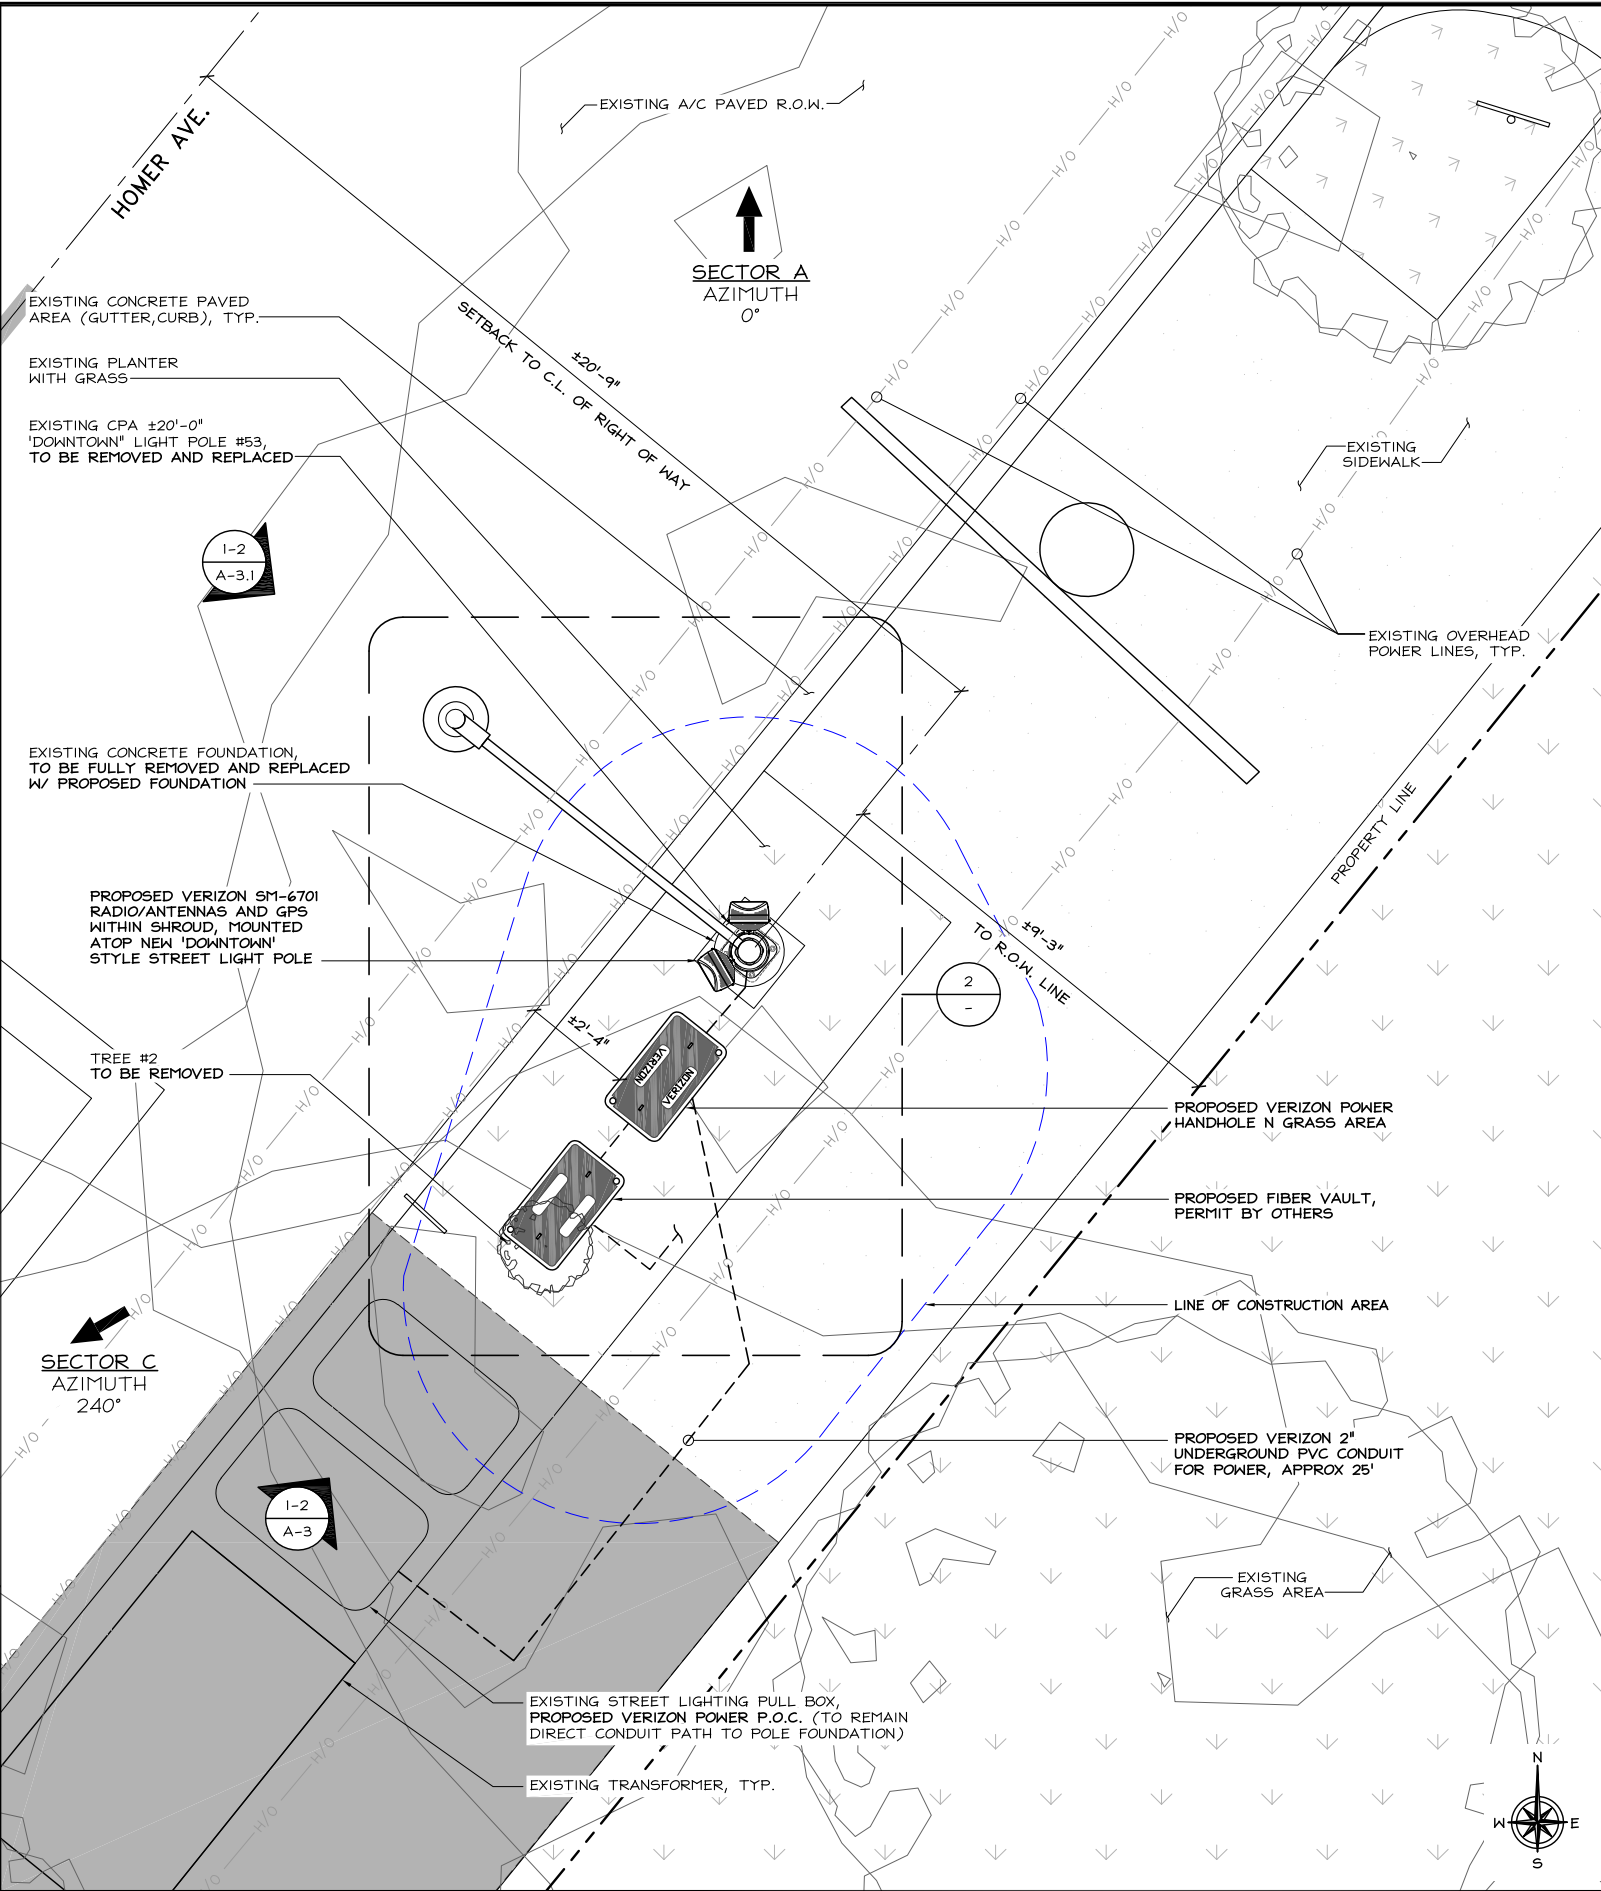 HOMER AVE.
EXISTING A/C PAVED R.O.W.
SECTOR A
AZIMUTH
0°
EXISTING CONCRETE PAVED
AREA (GUTTER,CURB), TYP.
SETBACK TO C.L. OF RIGHT OF WAY
±20'-9"
EXISTING PLANTER
WITH GRASS
EXISTING CPA ±20'-0"
'DOWNTOWN" LIGHT POLE #53,
TO BE REMOVED AND REPLACED
EXISTING
SIDEWALK
1-2
A-3.1
EXISTING OVERHEAD
POWER LINES, TYP.
EXISTING CONCRETE FOUNDATION,
TO BE FULLY REMOVED AND REPLACED
W/ PROPOSED FOUNDATION
PROPERTY LINE
PROPOSED VERIZON SM-6701
RADIO/ANTENNAS AND GPS
WITHIN SHROUD, MOUNTED
ATOP NEW 'DOWNTOWN'
STYLE STREET LIGHT POLE
±9'-3"
TO R.O.W. LINE
2
-
±2'-4"
VERIZON
VERIZON
TREE #2
TO BE REMOVED
PROPOSED VERIZON POWER
HANDHOLE N GRASS AREA
PROPOSED FIBER VAULT,
PERMIT BY OTHERS
LINE OF CONSTRUCTION AREA
SECTOR C
AZIMUTH
240°
PROPOSED VERIZON 2"
UNDERGROUND PVC CONDUIT
FOR POWER, APPROX 25'
1-2
A-3
EXISTING
GRASS AREA
EXISTING STREET LIGHTING PULL BOX,
PROPOSED VERIZON POWER P.O.C. (TO REMAIN
DIRECT CONDUIT PATH TO POLE FOUNDATION)
EXISTING TRANSFORMER, TYP.
N
W
E
S
H/O
H/O
H/O
H/O
H/O
H/O
H/O
H/O
H/O
H/O
H/O
H/O